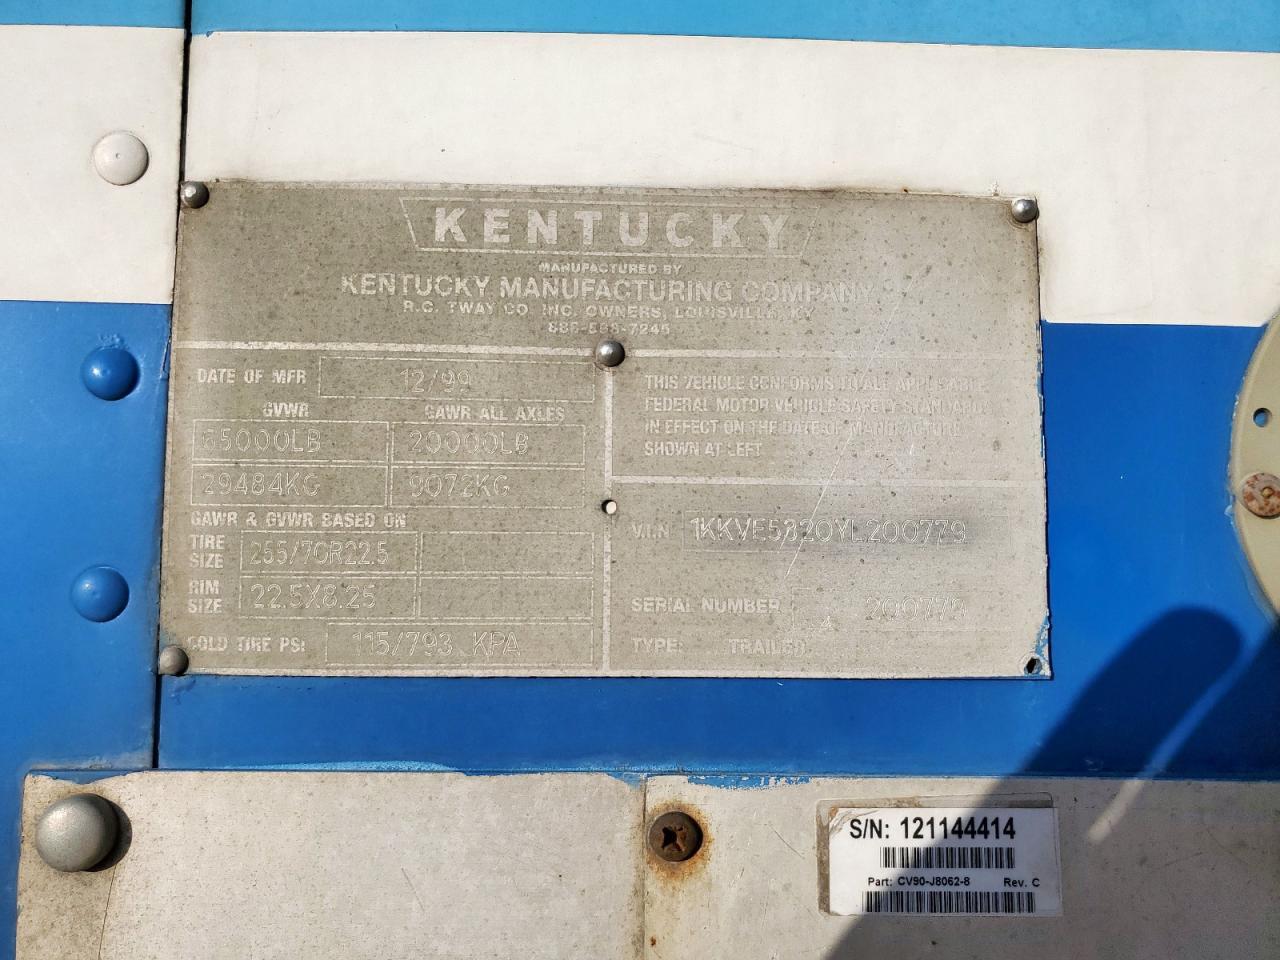 KENTUCKY
MANUFACTURED BY
KENTUCKY MANUFACTURING COMPANY
R.C. TWAY CO. INC. OWNERS, LOUISVILLE, KY
DATE OF MFR 12/99
GVWR GAWR ALL AXLES
65000LB 20000LB
29484KG 9072KG
GAWR & GVWR BASED ON
TIRE SIZE 255/70R22.5
RIM SIZE 22.5X8.25
COLD TIRE PSI 115/793 KPA
THIS VEHICLE CONFORMS TO ALL APPLICABLE
FEDERAL MOTOR VEHICLE SAFETY STANDARD
IN EFFECT ON THE DATE OF MANUFACTURE
SHOWN AT LEFT
V.I.N 1KKVE5320YL200779
SERIAL NUMBER 200779
TYPE: TRAILER
S/N: 121144414
Part: CV90-J8062-8 Rev. C